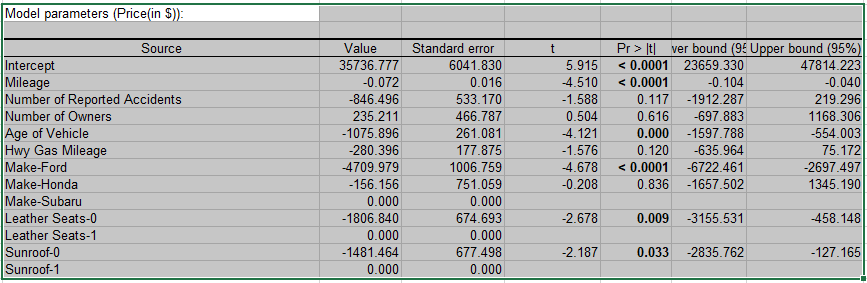 Model parameters (Price(in $)):
Source Value Standard error t Pr > |t| ver bound (95 Upper bound (95%)
Intercept 35736.777 6041.830 5.915 < 0.0001 23659.330 47814.223
Mileage -0.072 0.016 -4.510 < 0.0001 -0.104 -0.040
Number of Reported Accidents -846.496 533.170 -1.588 0.117 -1912.287 219.296
Number of Owners 235.211 466.787 0.504 0.616 -697.883 1168.306
Age of Vehicle -1075.896 261.081 -4.121 0.000 -1597.788 -554.003
Hwy Gas Mileage -280.396 177.875 -1.576 0.120 -635.964 75.172
Make-Ford -4709.979 1006.759 -4.678 < 0.0001 -6722.461 -2697.497
Make-Honda -156.156 751.059 -0.208 0.836 -1657.502 1345.190
Make-Subaru 0.000 0.000
Leather Seats-0 -1806.840 674.693 -2.678 0.009 -3155.531 -458.148
Leather Seats-1 0.000 0.000
Sunroof-0 -1481.464 677.498 -2.187 0.033 -2835.762 -127.165
Sunroof-1 0.000 0.000